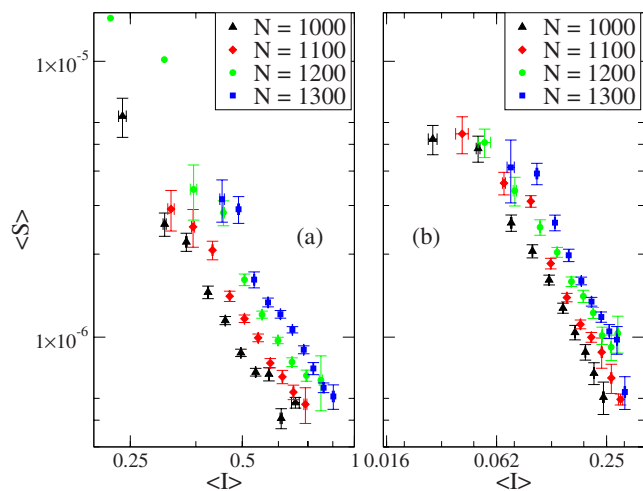 N = 1000
N = 1100
N = 1200
N = 1300
N = 1000
N = 1100
N = 1200
N = 1300
1×10⁻⁵
<S>
(a)
(b)
1×10⁻⁶
0.25
0.5
1
0.016
0.062
0.25
<I>
<I>